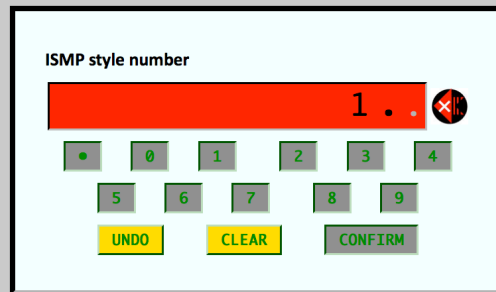 ISMP style number
1..
• 0 1 2 3 4
5 6 7 8 9
UNDO CLEAR CONFIRM